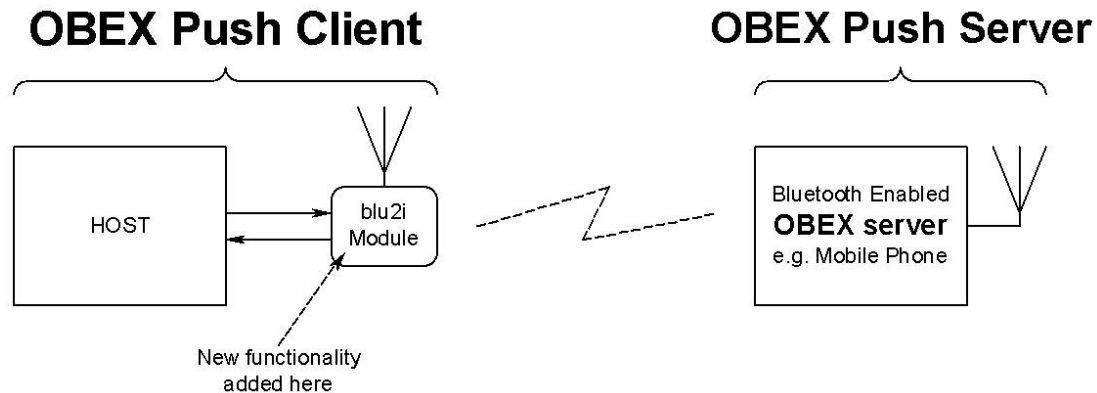 OBEX Push Client
OBEX Push Server
HOST
blu2i
Module
Bluetooth Enabled
OBEX server
e.g. Mobile Phone
New functionality
added here